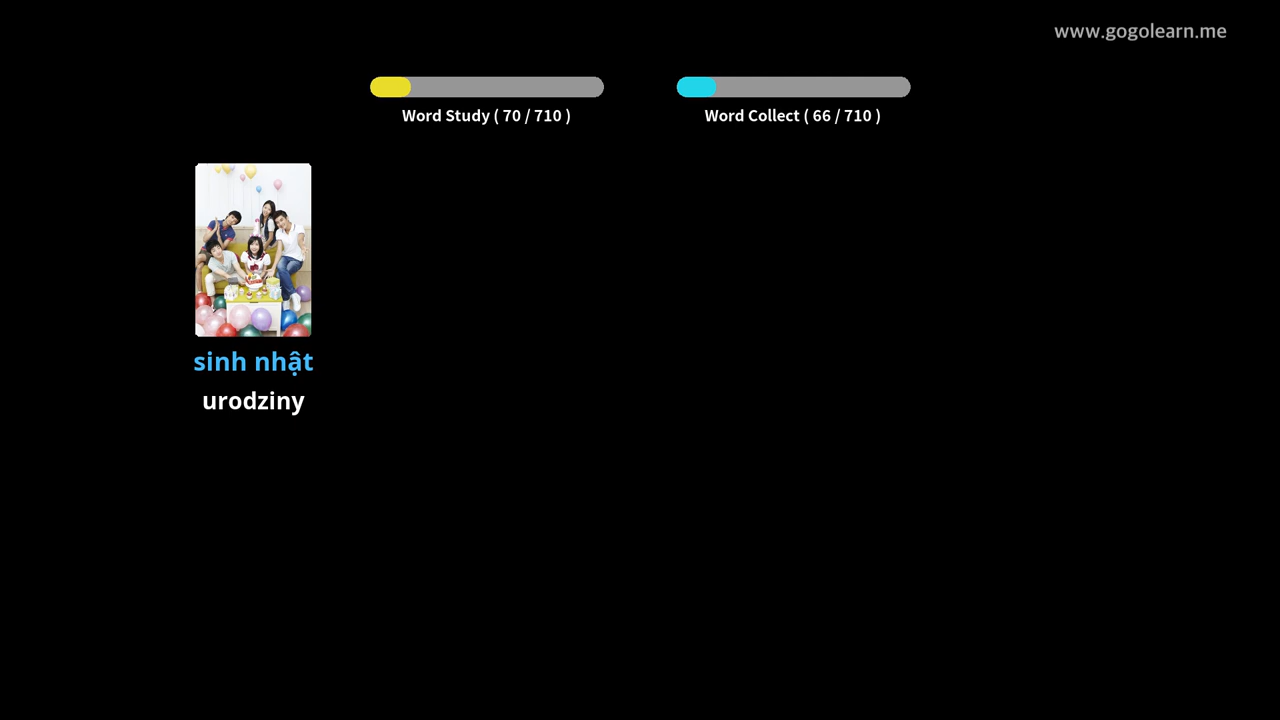 www.gogolearn.me
Word Study ( 70 / 710 )
Word Collect ( 66 / 710 )
sinh nhật
urodziny